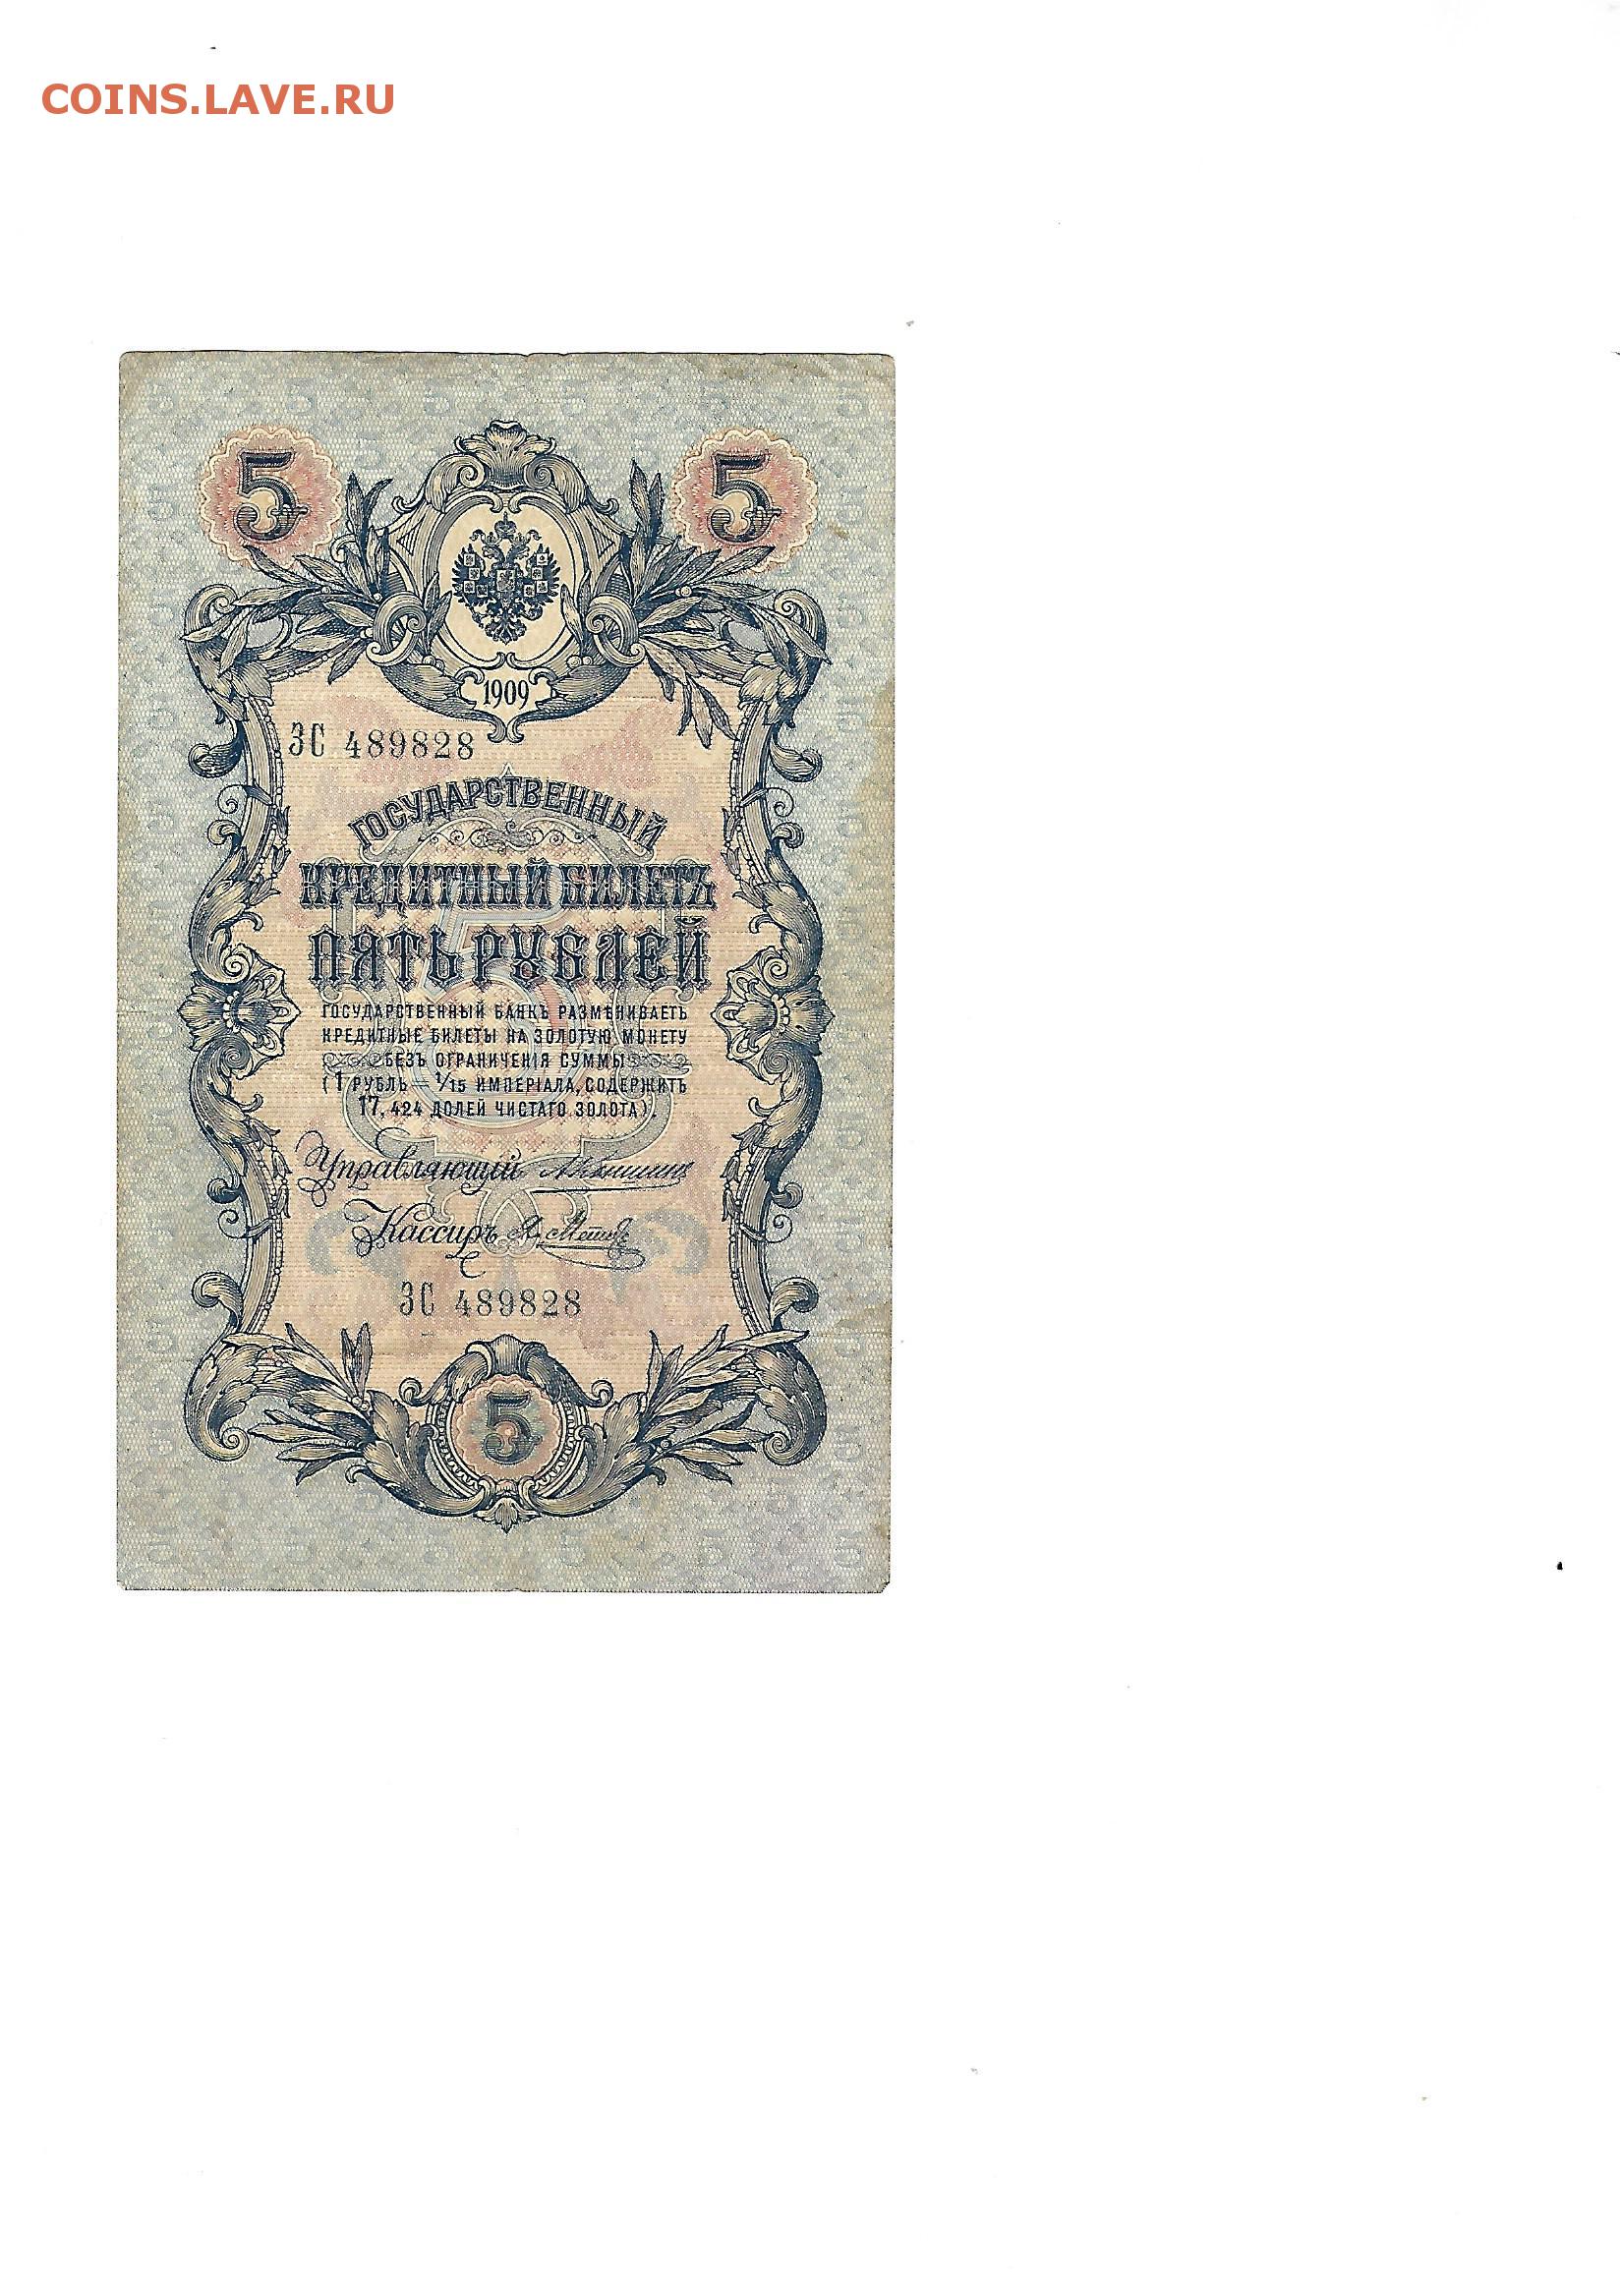 COINS.LAVE.RU
5 5
1909
ЗС 489828
ГОСУДАРСТВЕННЫЙ
КРЕДИТНЫЙ БИЛЕТЪ
ПЯТЬ РУБЛЕЙ
ГОСУДАРСТВЕННЫЙ БАНКЪ РАЗМѢНИВАЕТЪ
КРЕДИТНЫЕ БИЛЕТЫ НА ЗОЛОТУЮ МОНЕТУ
БЕЗЪ ОГРАНИЧЕНІЯ СУММЫ
(1 РУБЛЬ = 1/15 ИМПЕРІАЛА, СОДЕРЖИТЪ
17,424 ДОЛЕЙ ЧИСТАГО ЗОЛОТА).
Управляющій
Кассиръ
ЗС 489828
5